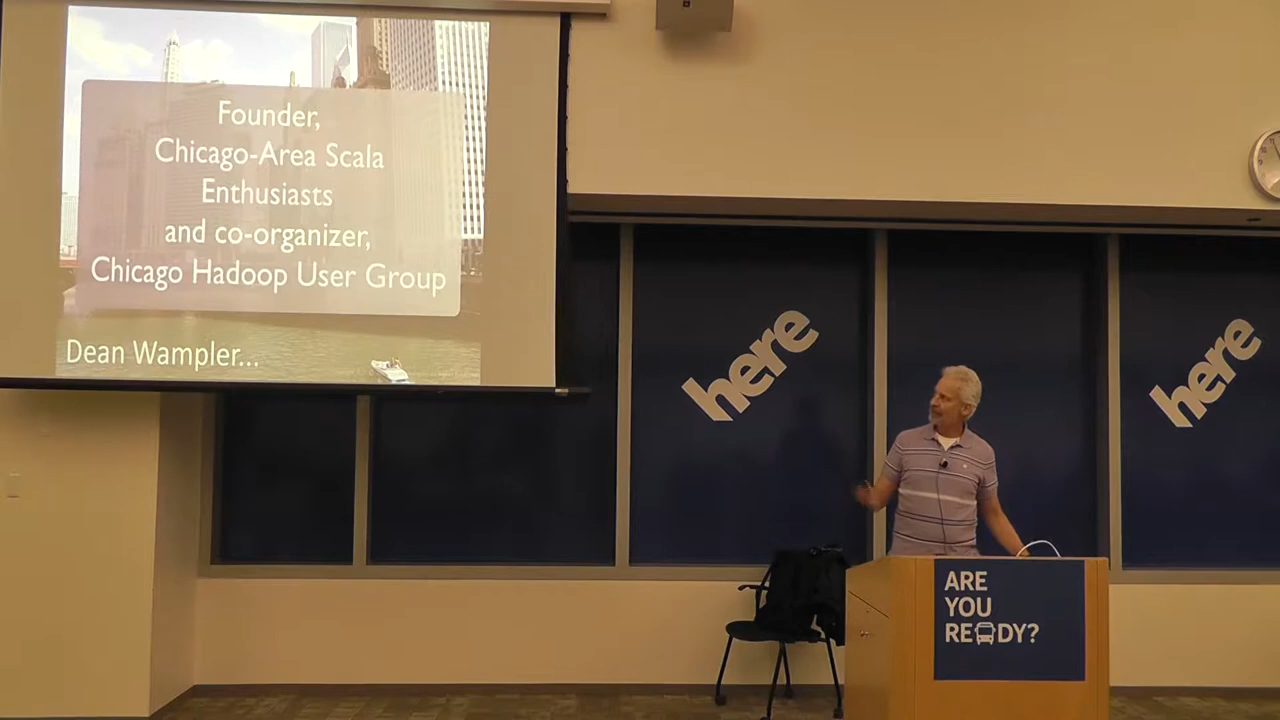 Founder,
Chicago-Area Scala
Enthusiasts
and co-organizer,
Chicago Hadoop User Group
Dean Wampler...
here
here
ARE
YOU
READY?